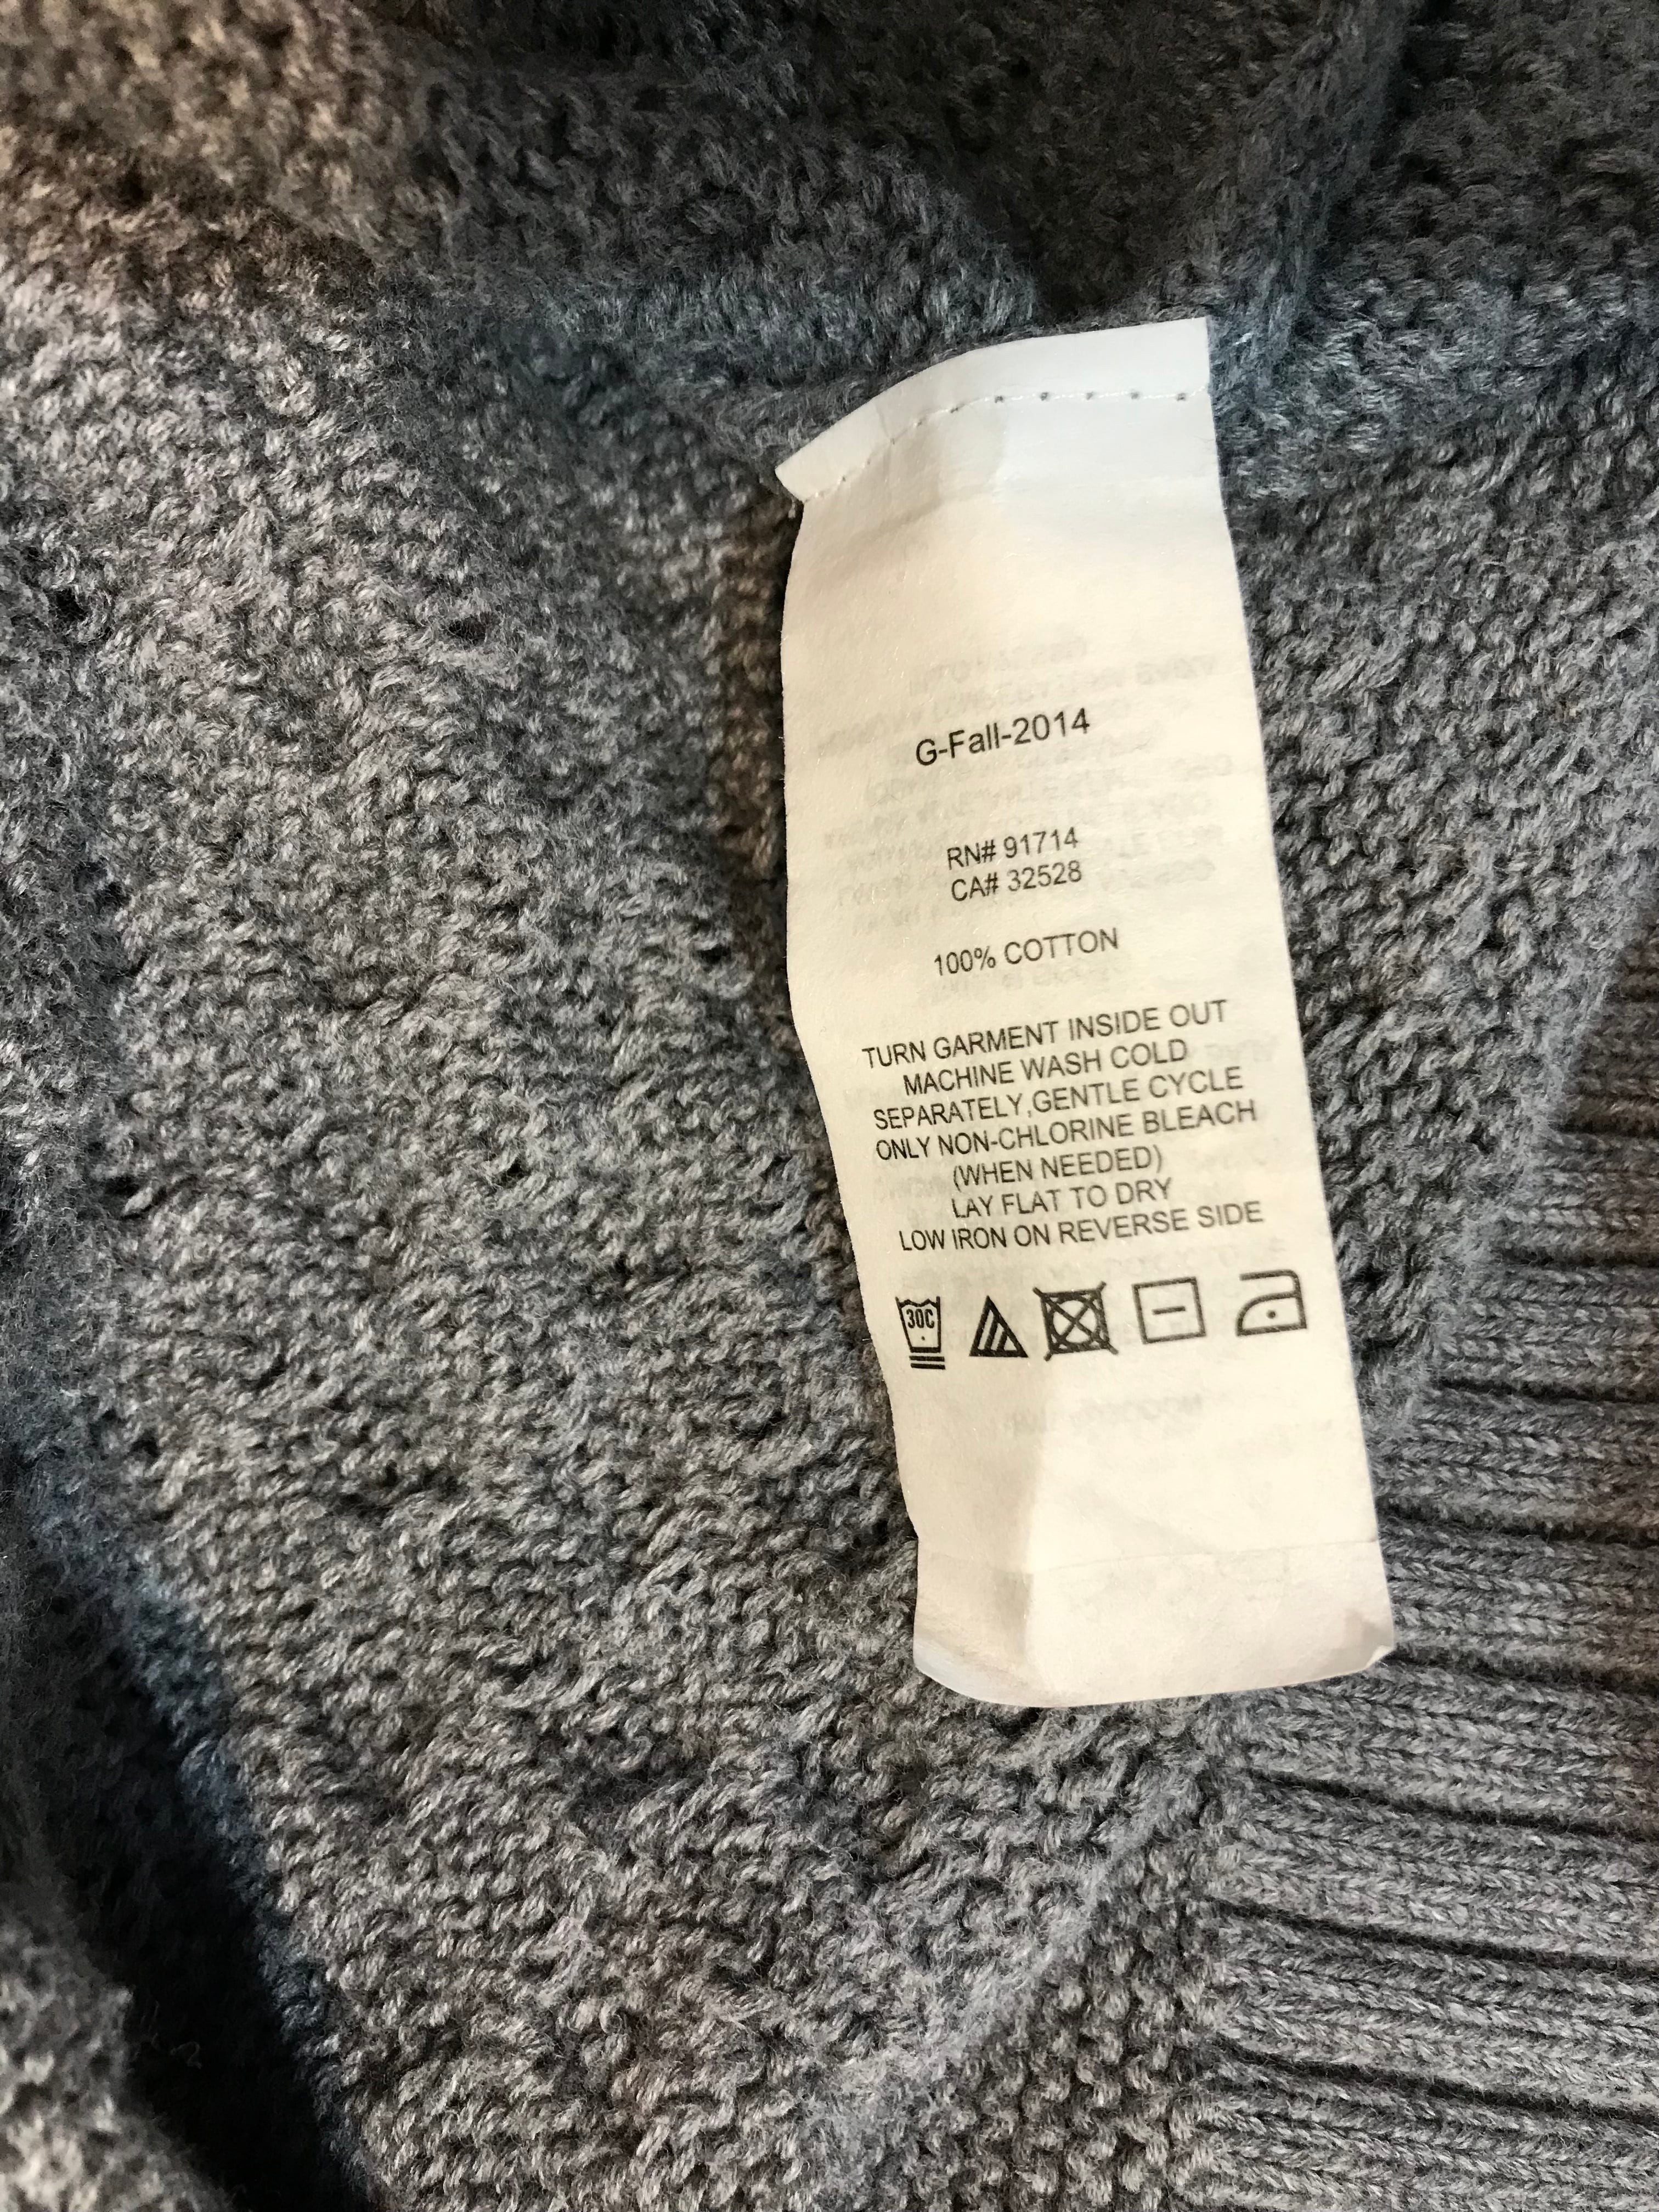 G-Fall-2014
RN# 91714
CA# 32528
100% COTTON
TURN GARMENT INSIDE OUT
MACHINE WASH COLD
SEPARATELY,GENTLE CYCLE
ONLY NON-CHLORINE BLEACH
(WHEN NEEDED)
LAY FLAT TO DRY
LOW IRON ON REVERSE SIDE
30C